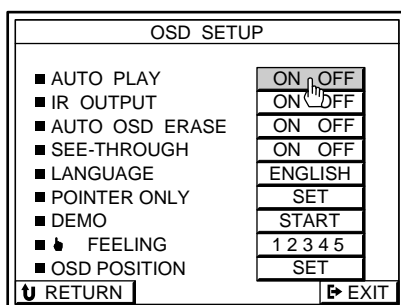 OSD SETUP
AUTO PLAY ON OFF
IR OUTPUT ON OFF
AUTO OSD ERASE ON OFF
SEE-THROUGH ON OFF
LANGUAGE ENGLISH
POINTER ONLY SET
DEMO START
FEELING 1 2 3 4 5
OSD POSITION SET
RETURN EXIT